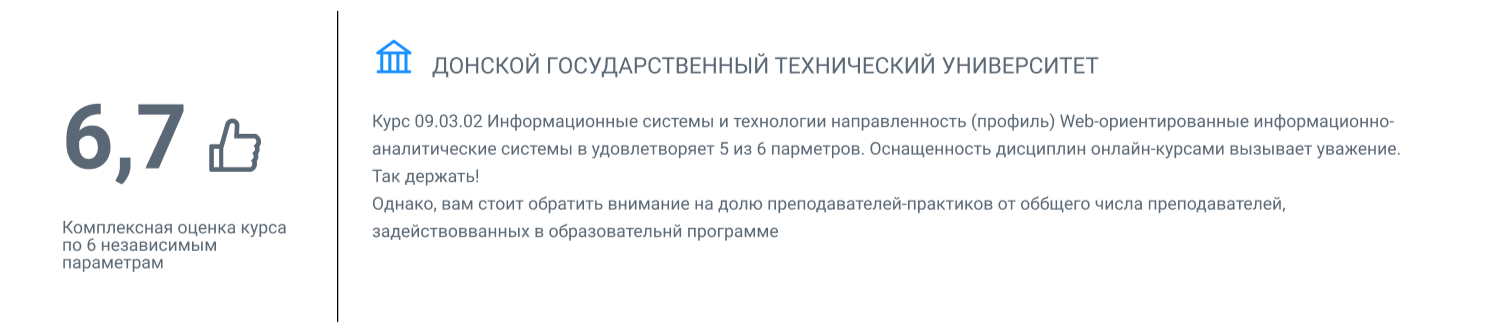 6,7
Комплексная оценка курса
по 6 независимым
параметрам
ДОНСКОЙ ГОСУДАРСТВЕННЫЙ ТЕХНИЧЕСКИЙ УНИВЕРСИТЕТ
Курс 09.03.02 Информационные системы и технологии направленность (профиль) Web-ориентированные информационно-
аналитические системы в удовлетворяет 5 из 6 парметров. Оснащенность дисциплин онлайн-курсами вызывает уважение.
Так держать!
Однако, вам стоит обратить внимание на долю преподавателей-практиков от оббщего числа преподавателей,
задействовванных в образовательнй программе